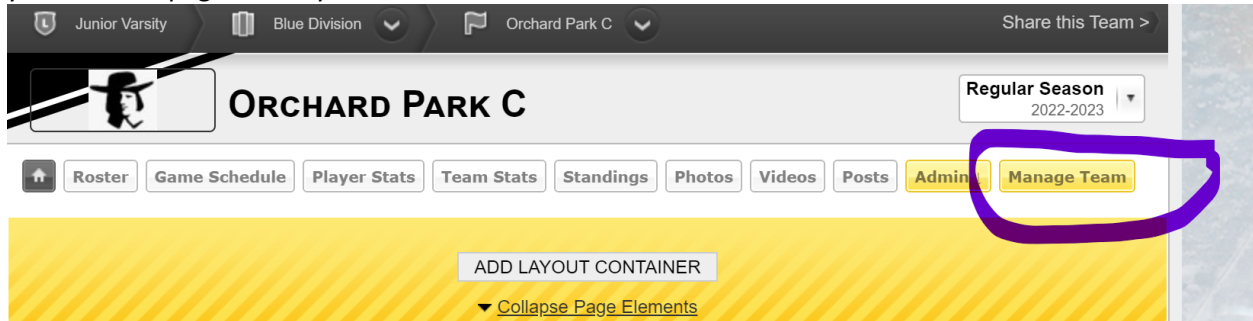 Junior Varsity Blue Division Orchard Park C Share this Team >
ORCHARD PARK C
Regular Season
2022-2023
Roster Game Schedule Player Stats Team Stats Standings Photos Videos Posts Admin Manage Team
ADD LAYOUT CONTAINER
Collapse Page Elements